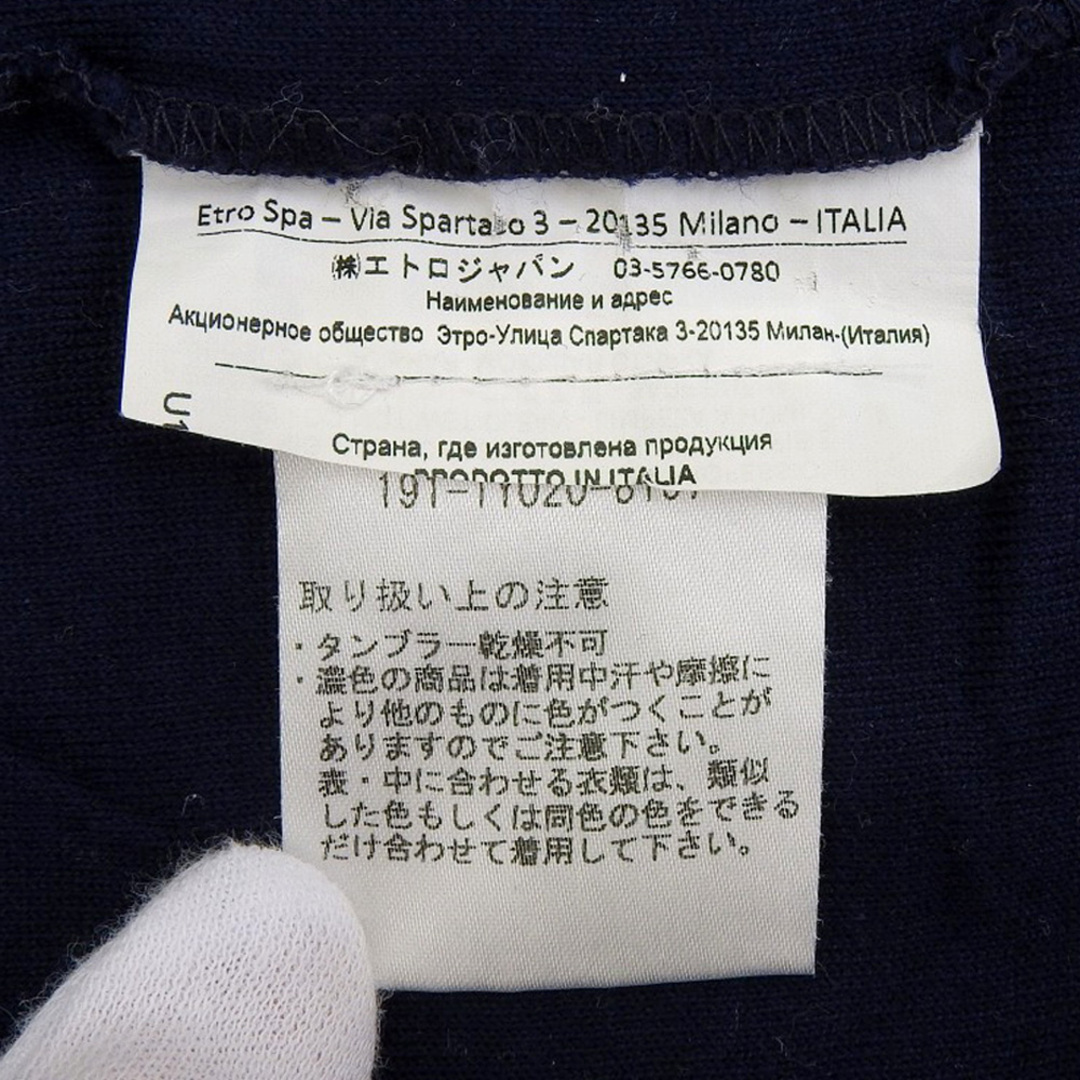 Etro Spa – Via Spartaco 3 – 20135 Milano – ITALIA
㈱エトロジャパン 03-5766-0780
Наименование и адрес
Акционерное общество Этро-Улица Спартака 3-20135 Милан-(Италия)
Страна, где изготовлена продукция
PRODOTTO IN ITALIA
取り扱い上の注意
・タンブラー乾燥不可
・濃色の商品は着用中汗や摩擦に
より他のものに色がつくことが
ありますのでご注意下さい。
表・中に合わせる衣類は、類似
した色もしくは同色の色をできる
だけ合わせて着用して下さい。